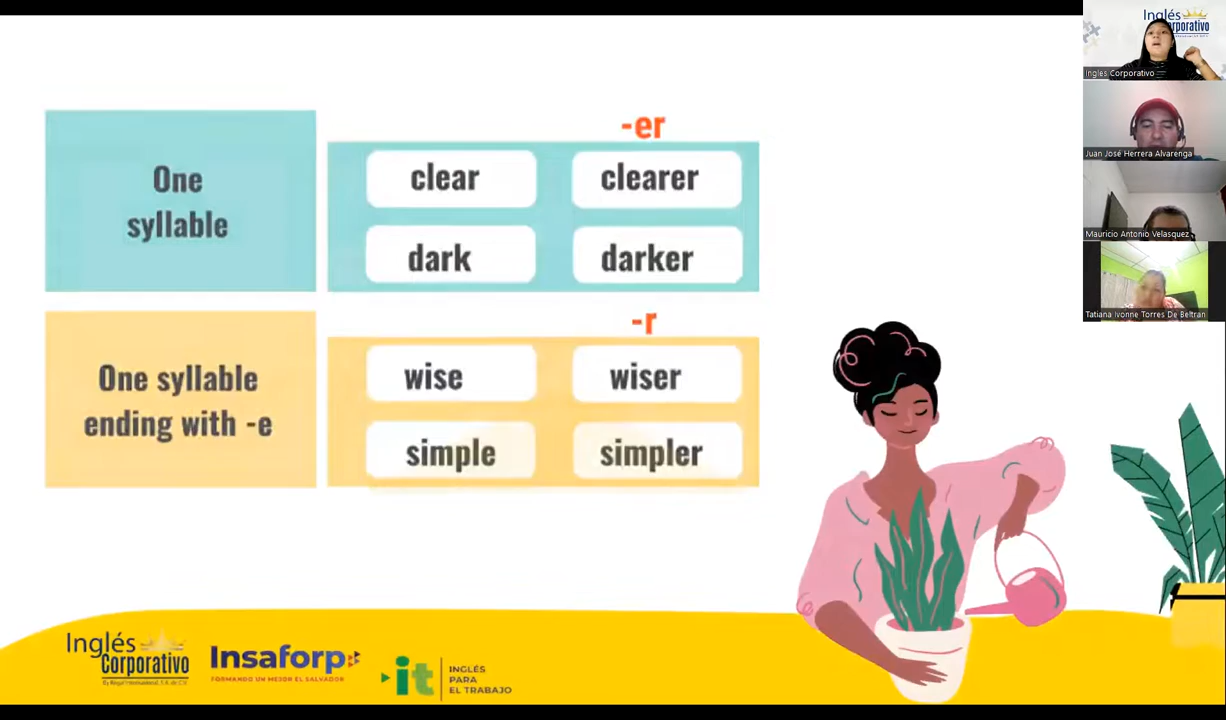 One
syllable
-er
clear
clearer
dark
darker
One syllable
ending with -e
-r
wise
wiser
simple
simpler
Inglés
Corporativo
Insaforp
FORMANDO UN MEJOR EL SALVADOR
it
INGLÉS
PARA
EL TRABAJO
Inglés
Ingles Corporativo
Juan José Herrera Alvarenga
Mauricio Antonio Velasquez
Tatiana Ivonne Torres De Beltran